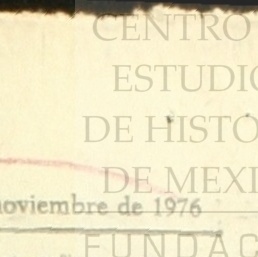 CENTRO
ESTUDIO
DE HISTO
DE MEXI
noviembre de 1976
FUNDAC